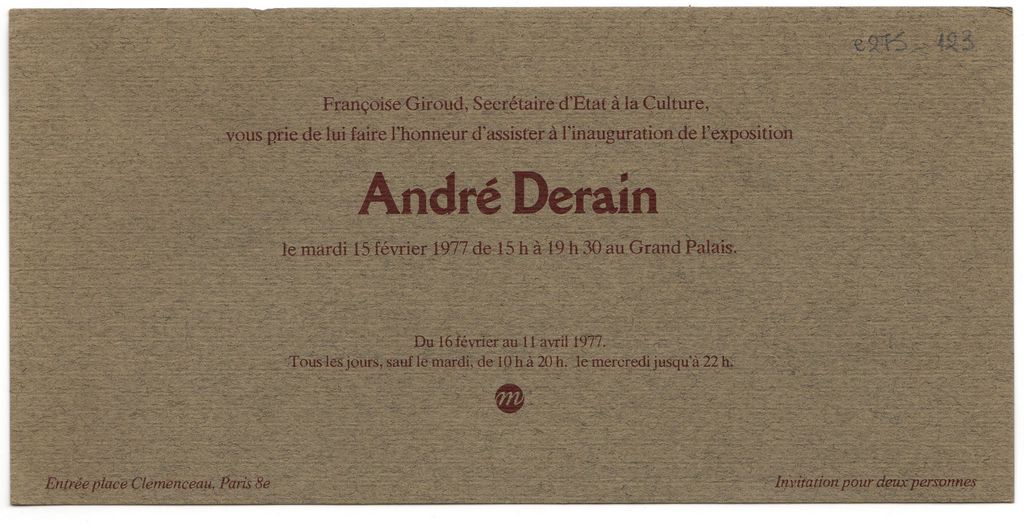 e275-123
Françoise Giroud, Secrétaire d'Etat à la Culture,
vous prie de lui faire l'honneur d'assister à l'inauguration de l'exposition
André Derain
le mardi 15 février 1977 de 15 h à 19 h 30 au Grand Palais.
Du 16 février au 11 avril 1977.
Tous les jours, sauf le mardi, de 10 h à 20 h. le mercredi jusqu'à 22 h.
m
Entrée place Clemenceau, Paris 8e
Invitation pour deux personnes